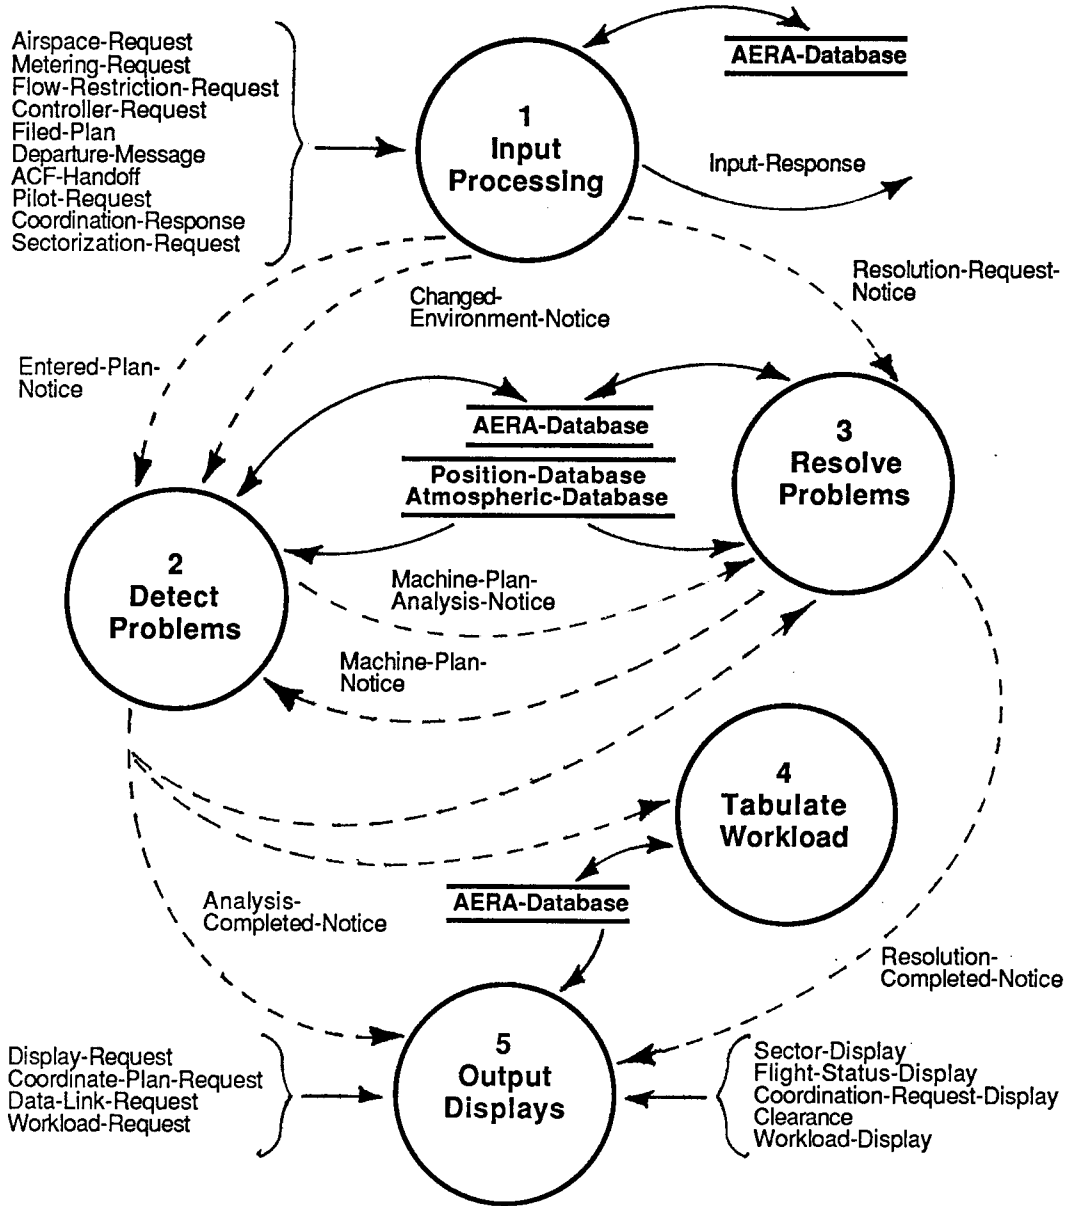 Airspace-Request
Metering-Request
Flow-Restriction-Request
Controller-Request
Filed-Plan
Departure-Message
ACF-Handoff
Pilot-Request
Coordination-Response
Sectorization-Request
1
Input
Processing
AERA-Database
Input-Response
Resolution-Request-
Notice
Changed-
Environment-Notice
Entered-Plan-
Notice
AERA-Database
Position-Database
Atmospheric-Database
3
Resolve
Problems
2
Detect
Problems
Machine-Plan-
Analysis-Notice
Machine-Plan-
Notice
4
Tabulate
Workload
AERA-Database
Analysis-
Completed-Notice
Resolution-
Completed-Notice
5
Output
Displays
Display-Request
Coordinate-Plan-Request
Data-Link-Request
Workload-Request
Sector-Display
Flight-Status-Display
Coordination-Request-Display
Clearance
Workload-Display